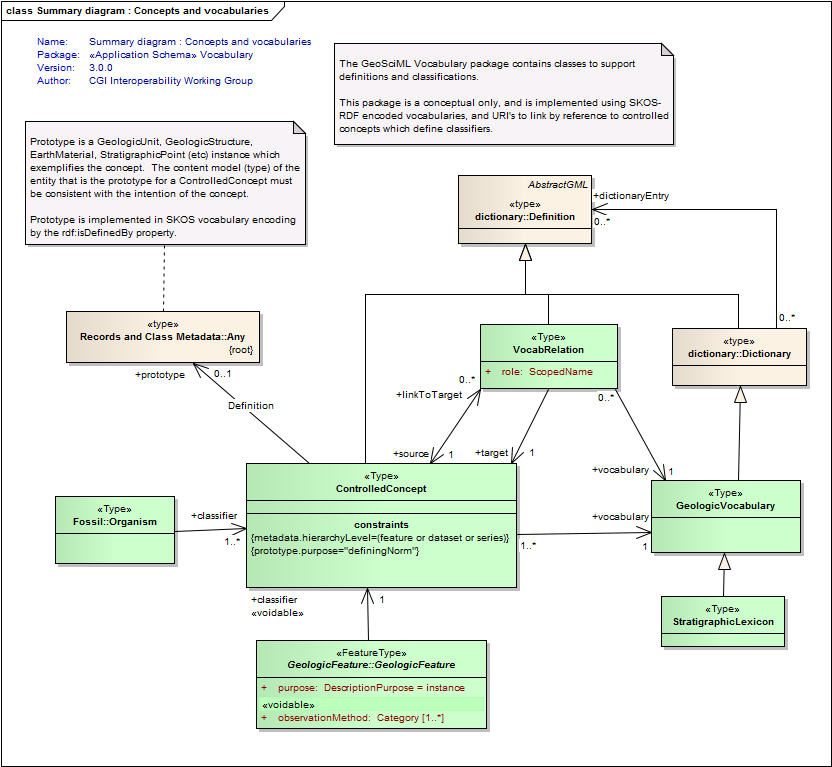 class Summary diagram : Concepts and vocabularies
Name: Summary diagram : Concepts and vocabularies
Package: «Application Schema» Vocabulary
Version: 3.0.0
Author: CGI Interoperability Working Group
The GeoSciML Vocabulary package contains classes to support
definitions and classifications.
This package is a conceptual only, and is implemented using SKOS-
RDF encoded vocabularies, and URI's to link by reference to controlled
concepts which define classifiers.
Prototype is a GeologicUnit, GeologicStructure,
EarthMaterial, StratigraphicPoint (etc) instance which
exemplifies the concept. The content model (type) of the
entity that is the prototype for a ControlledConcept must
be consistent with the intention of the concept.
Prototype is implemented in SKOS vocabulary encoding
by the rdf:isDefinedBy property.
AbstractGML
«type»
dictionary::Definition
+dictionaryEntry
0..*
0..*
«type»
Records and Class Metadata::Any
{root}
«Type»
VocabRelation
+ role: ScopedName
«type»
dictionary::Dictionary
+prototype
0..1
Definition
0..*
+linkToTarget
0..*
+source
1
+target
1
+vocabulary
1
«Type»
ControlledConcept
constraints
{metadata.hierarchyLevel=(feature or dataset or series)}
{prototype.purpose="definingNorm"}
«Type»
Fossil::Organism
+classifier
1..*
«Type»
GeologicVocabulary
+vocabulary
1..*
1
+classifier
«voidable»
1
«Type»
StratigraphicLexicon
«FeatureType»
GeologicFeature::GeologicFeature
+ purpose: DescriptionPurpose = instance
«voidable»
+ observationMethod: Category [1..*]